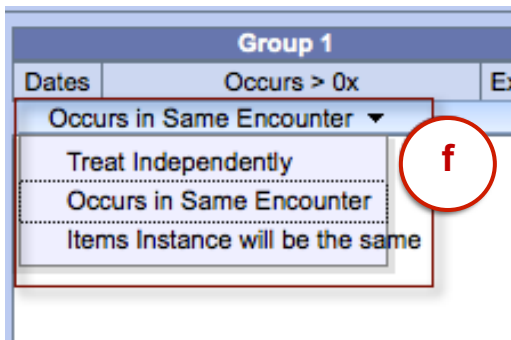 Group 1
Dates Occurs > 0x Ex
Occurs in Same Encounter
Treat Independently
Occurs in Same Encounter
Items Instance will be the same
f